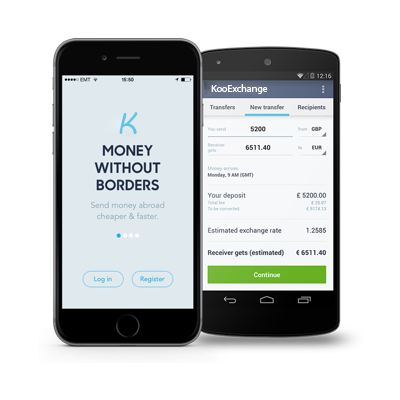 EMT
15:50
K
MONEY
WITHOUT
BORDERS
Send money abroad
cheaper & faster.
Log in
Register
12:16
KooExchange
Transfers
New transfer
Recipients
You send
5200
from
GBP
Receiver
gets
6511.40
to
EUR
Money arrives
Monday, 9 AM (GMT)
Your deposit
£ 5200.00
Total fee
£ 25.87
To be converted
£ 5174.13
Estimated exchange rate
1.2585
Receiver gets (estimated)
€ 6511.40
Continue